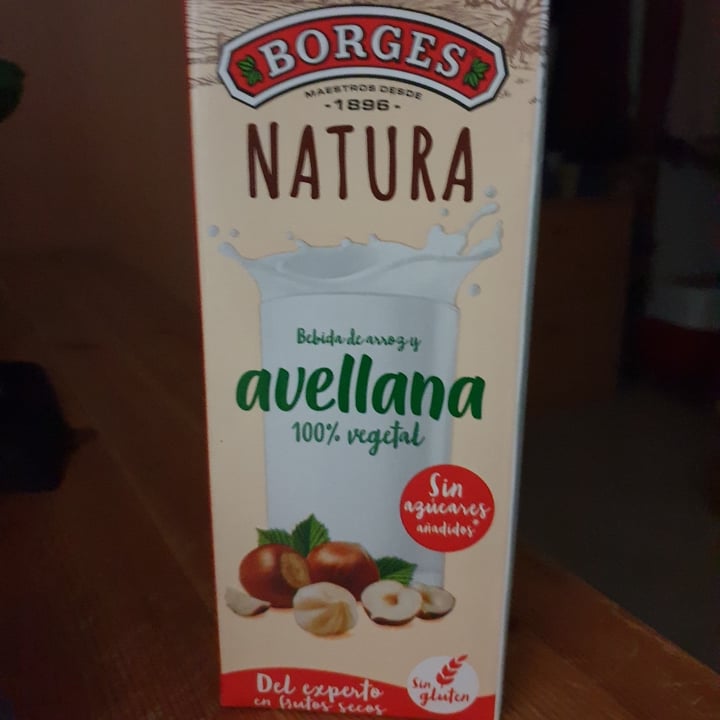 BORGES
MAESTROS DESDE
-1896-
NATURA
Bebida de arroz y
avellana
100% vegetal
Sin
azúcares
añadidos*
Del experto
en frutos secos
Sin
gluten